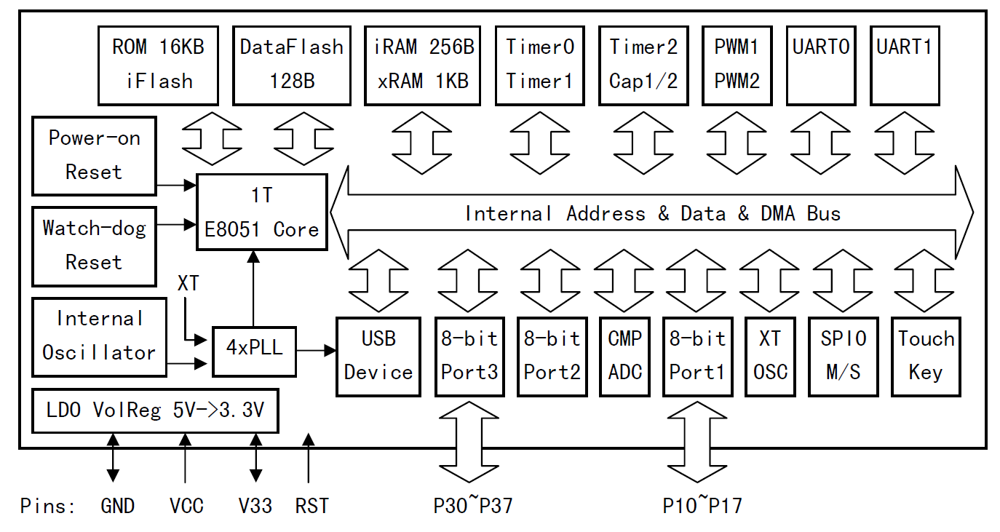 ROM 16KB
iFlash
DataFlash
128B
iRAM 256B
xRAM 1KB
Timer0
Timer1
Timer2
Cap1/2
PWM1
PWM2
UART0
UART1
Power-on
Reset
1T
E8051 Core
Internal Address & Data & DMA Bus
Watch-dog
Reset
XT
Internal
Oscillator
4xPLL
USB
Device
8-bit
Port3
8-bit
Port2
CMP
ADC
8-bit
Port1
XT
OSC
SPI0
M/S
Touch
Key
LDO VolReg 5V->3.3V
Pins: GND VCC V33 RST P30~P37 P10~P17